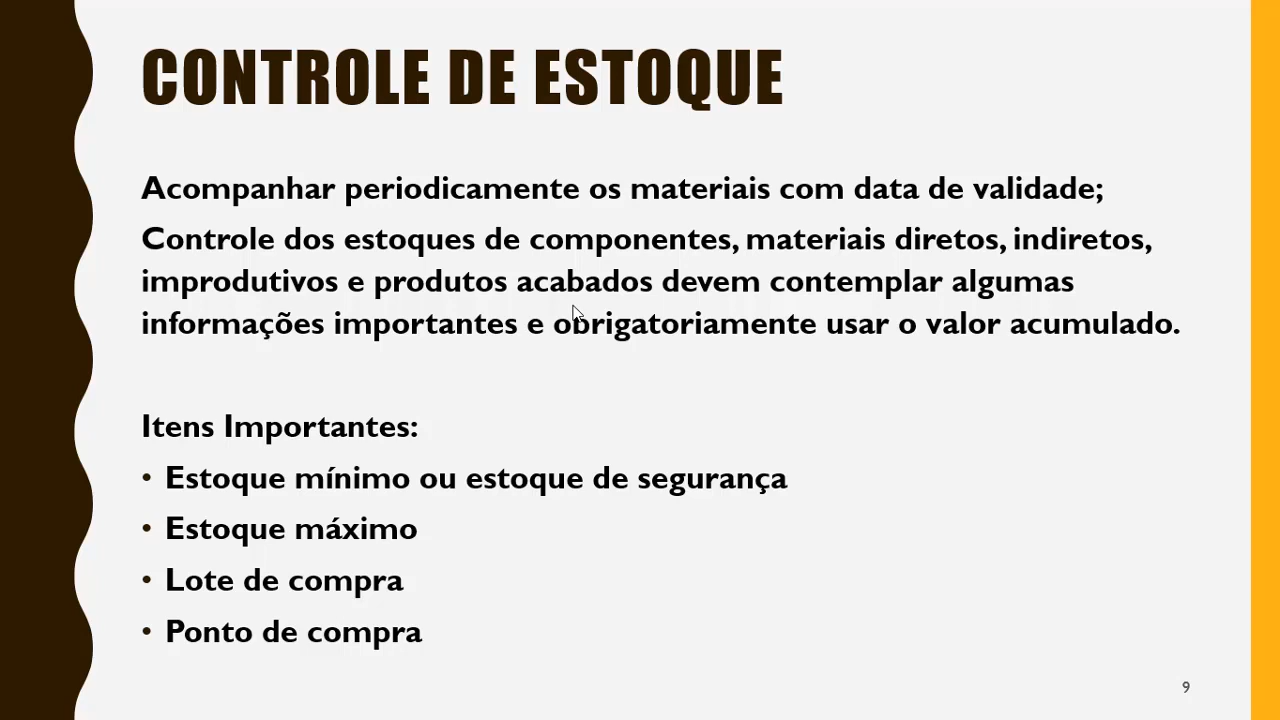 CONTROLE DE ESTOQUE
Acompanhar periodicamente os materiais com data de validade;
Controle dos estoques de componentes, materiais diretos, indiretos,
improdutivos e produtos acabados devem contemplar algumas
informações importantes e obrigatoriamente usar o valor acumulado.
Itens Importantes:
• Estoque mínimo ou estoque de segurança
• Estoque máximo
• Lote de compra
• Ponto de compra
9